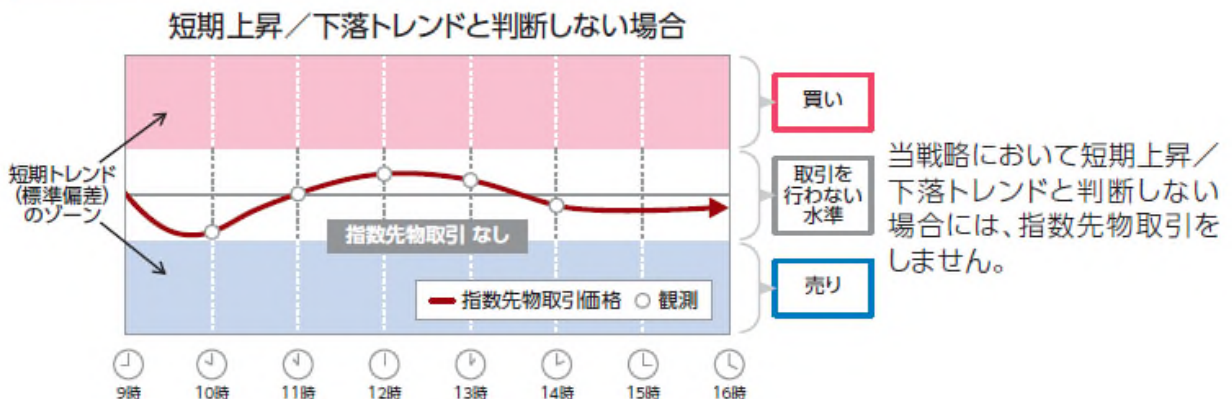 短期上昇／下落トレンドと判断しない場合
買い
短期トレンド
（標準偏差）
のゾーン
取引を
行わない
水準
当戦略において短期上昇／
下落トレンドと判断しない
場合には、指数先物取引を
しません。
指数先物取引 なし
売り
指数先物取引価格 観測
9時 10時 11時 12時 13時 14時 15時 16時